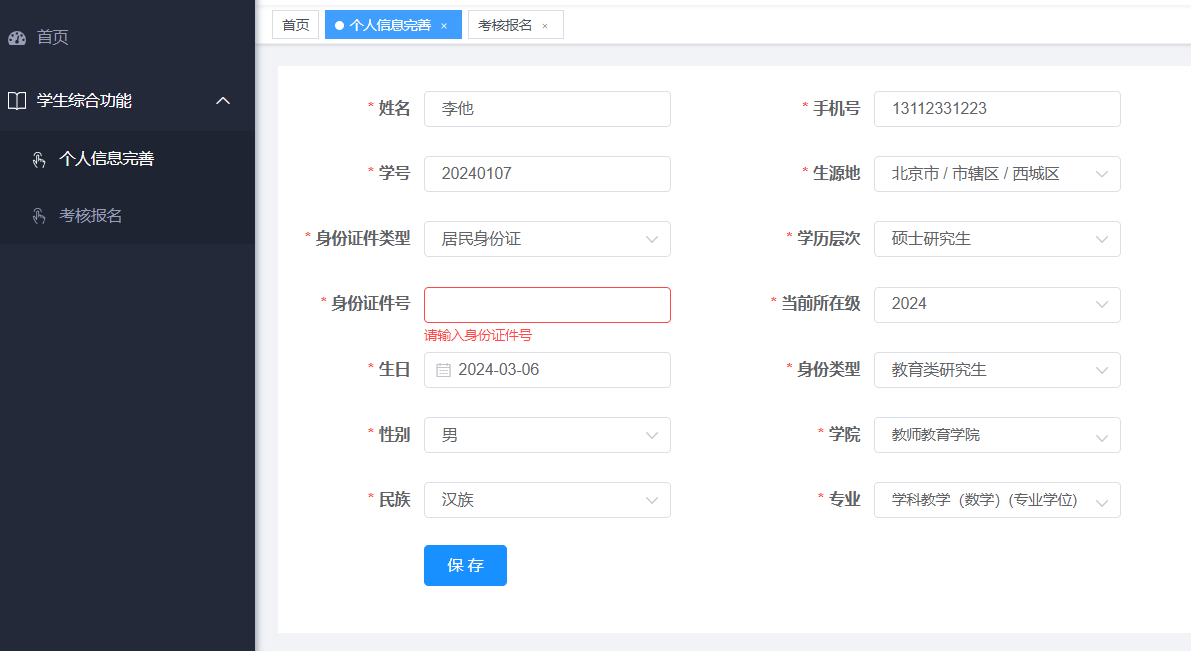 首页
学生综合功能
个人信息完善
考核报名
首页
个人信息完善 ×
考核报名 ×
* 姓名 李他
* 手机号 13112331223
* 学号 20240107
* 生源地 北京市 / 市辖区 / 西城区
* 身份证件类型 居民身份证
* 学历层次 硕士研究生
* 身份证件号
请输入身份证件号
* 当前所在级 2024
* 生日 2024-03-06
* 身份类型 教育类研究生
* 性别 男
* 学院 教师教育学院
* 民族 汉族
* 专业 学科教学（数学）(专业学位)
保 存